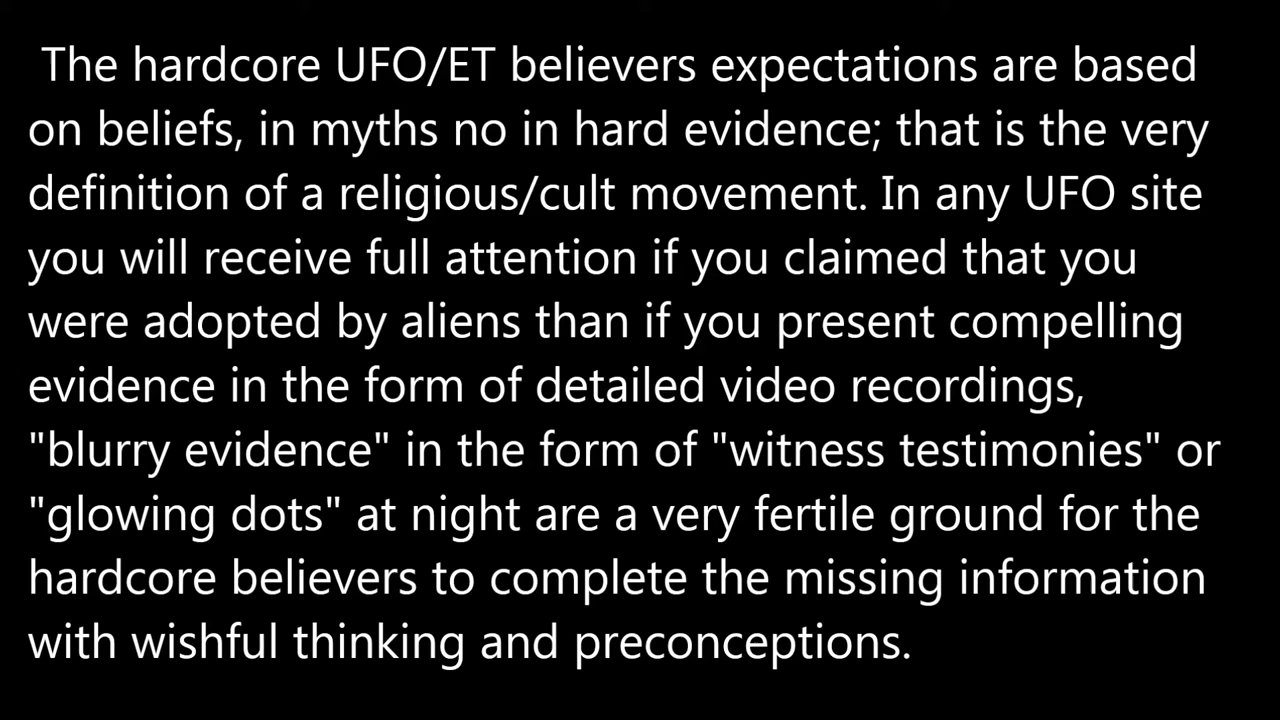 The hardcore UFO/ET believers expectations are based
on beliefs, in myths no in hard evidence; that is the very
definition of a religious/cult movement. In any UFO site
you will receive full attention if you claimed that you
were adopted by aliens than if you present compelling
evidence in the form of detailed video recordings,
"blurry evidence" in the form of "witness testimonies" or
"glowing dots" at night are a very fertile ground for the
hardcore believers to complete the missing information
with wishful thinking and preconceptions.